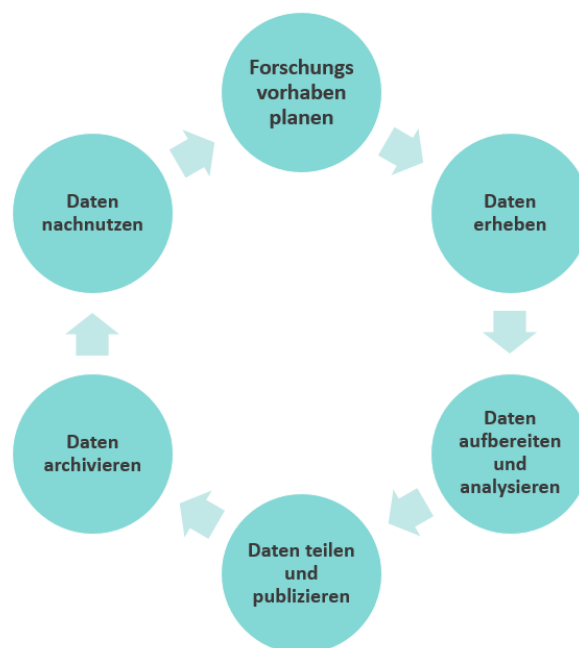 Forschungs
vorhaben
planen
Daten
erheben
Daten
aufbereiten
und
analysieren
Daten teilen
und
publizieren
Daten
archivieren
Daten
nachnutzen